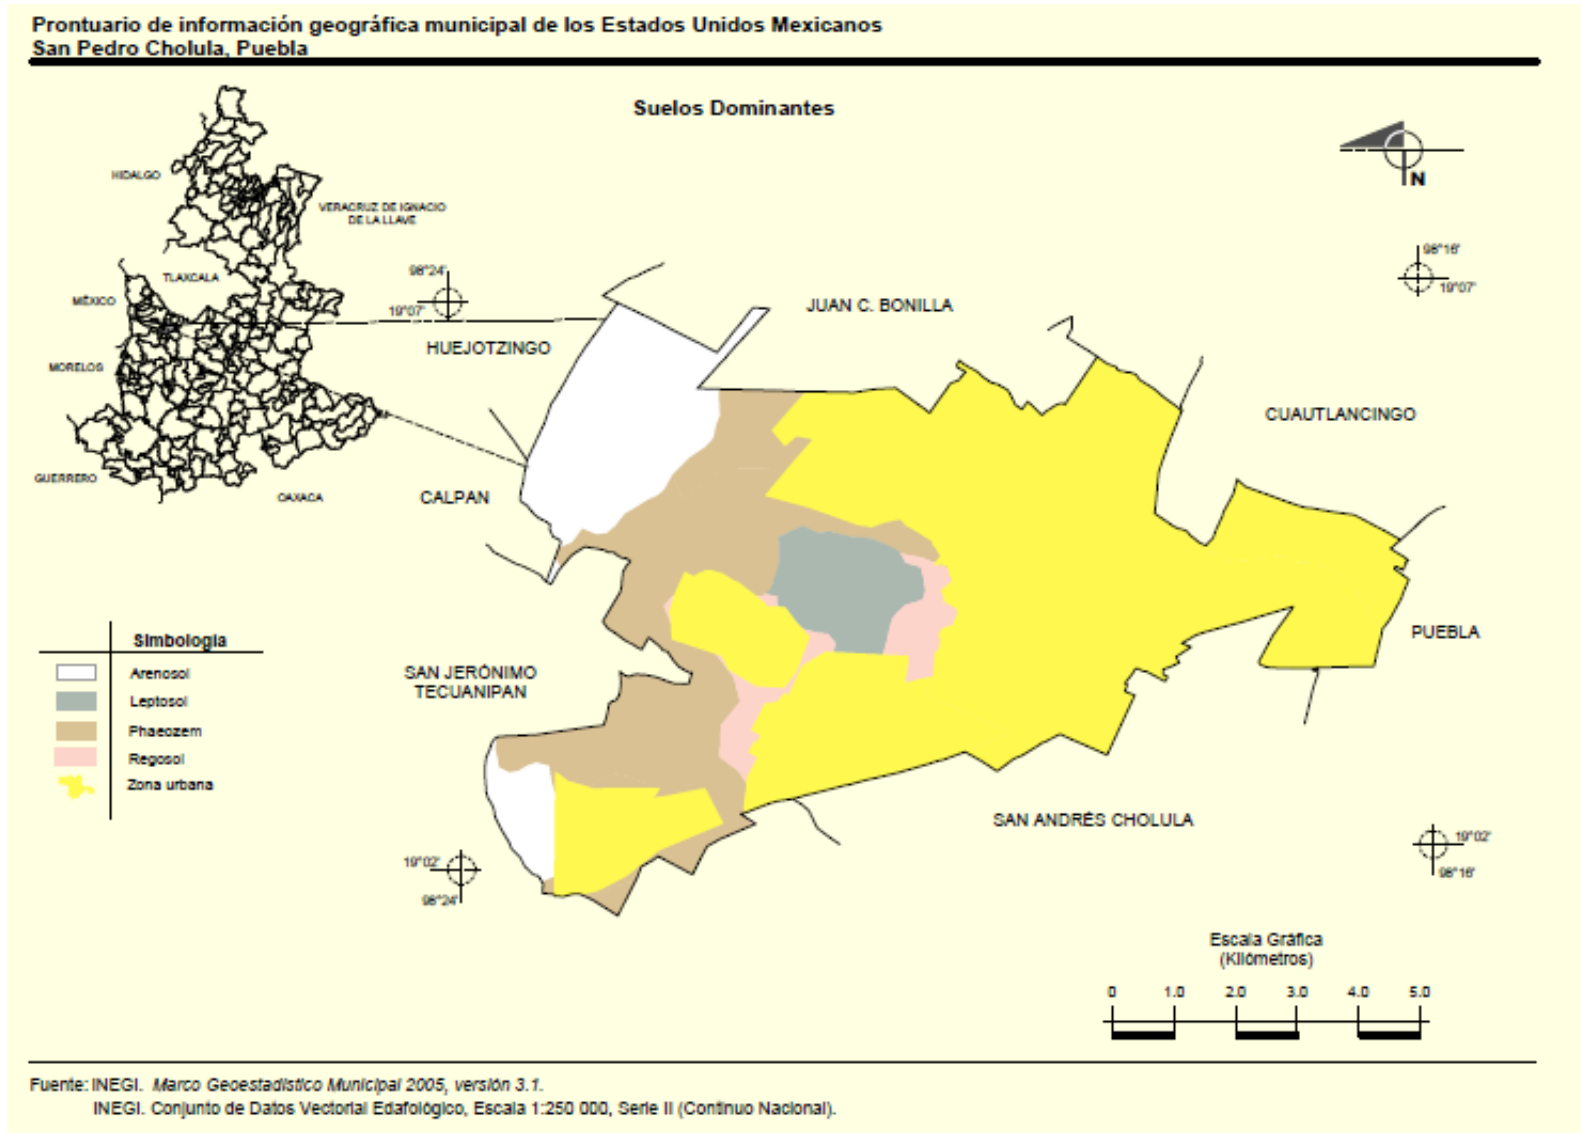 Prontuario de información geográfica municipal de los Estados Unidos Mexicanos
San Pedro Cholula, Puebla
Suelos Dominantes
HIDALGO
VERACRUZ DE IGNACIO
DE LA LLAVE
TLAXCALA
MÉXICO
MORELOS
GUERRERO
OAXACA
N
98°24'
19°07'
98°16'
19°07'
JUAN C. BONILLA
HUEJOTZINGO
CUAUTLANCINGO
CALPAN
PUEBLA
SAN JERÓNIMO
TECUANIPAN
SAN ANDRÉS CHOLULA
Simbología
Arenosol
Leptosol
Phaeozem
Regosol
Zona urbana
19°02'
98°24'
19°02'
98°16'
Escala Gráfica
(Kilómetros)
0 1.0 2.0 3.0 4.0 5.0
Fuente: INEGI. Marco Geoestadístico Municipal 2005, versión 3.1.
INEGI. Conjunto de Datos Vectorial Edafológico, Escala 1:250 000, Serie II (Continuo Nacional).